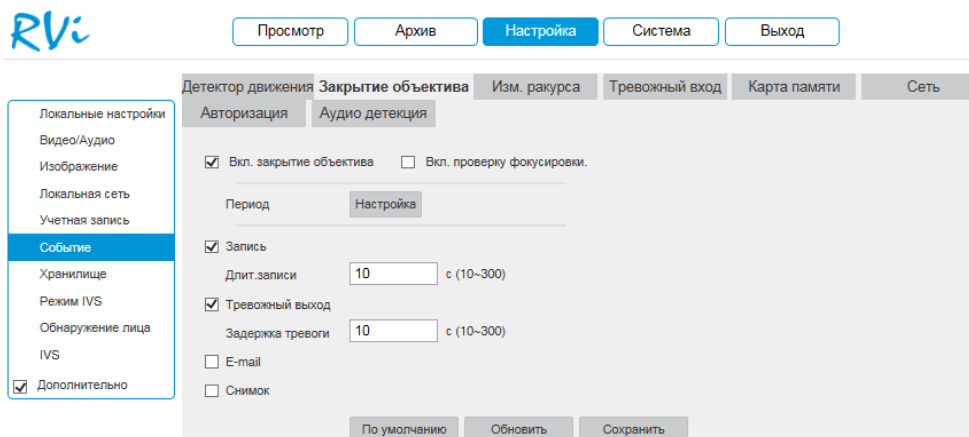 RVi
Просмотр Архив Настройка Система Выход
Детектор движения Закрытие объектива Изм. ракурса Тревожный вход Карта памяти Сеть
Авторизация Аудио детекция
Локальные настройки
Видео/Аудио
Изображение
Локальная сеть
Учетная запись
Событие
Хранилище
Режим IVS
Обнаружение лица
IVS
Дополнительно
Вкл. закрытие объектива Вкл. проверку фокусировки.
Период Настройка
Запись
Длит.записи 10 с (10~300)
Тревожный выход
Задержка тревоги 10 с (10~300)
E-mail
Снимок
По умолчанию Обновить Сохранить